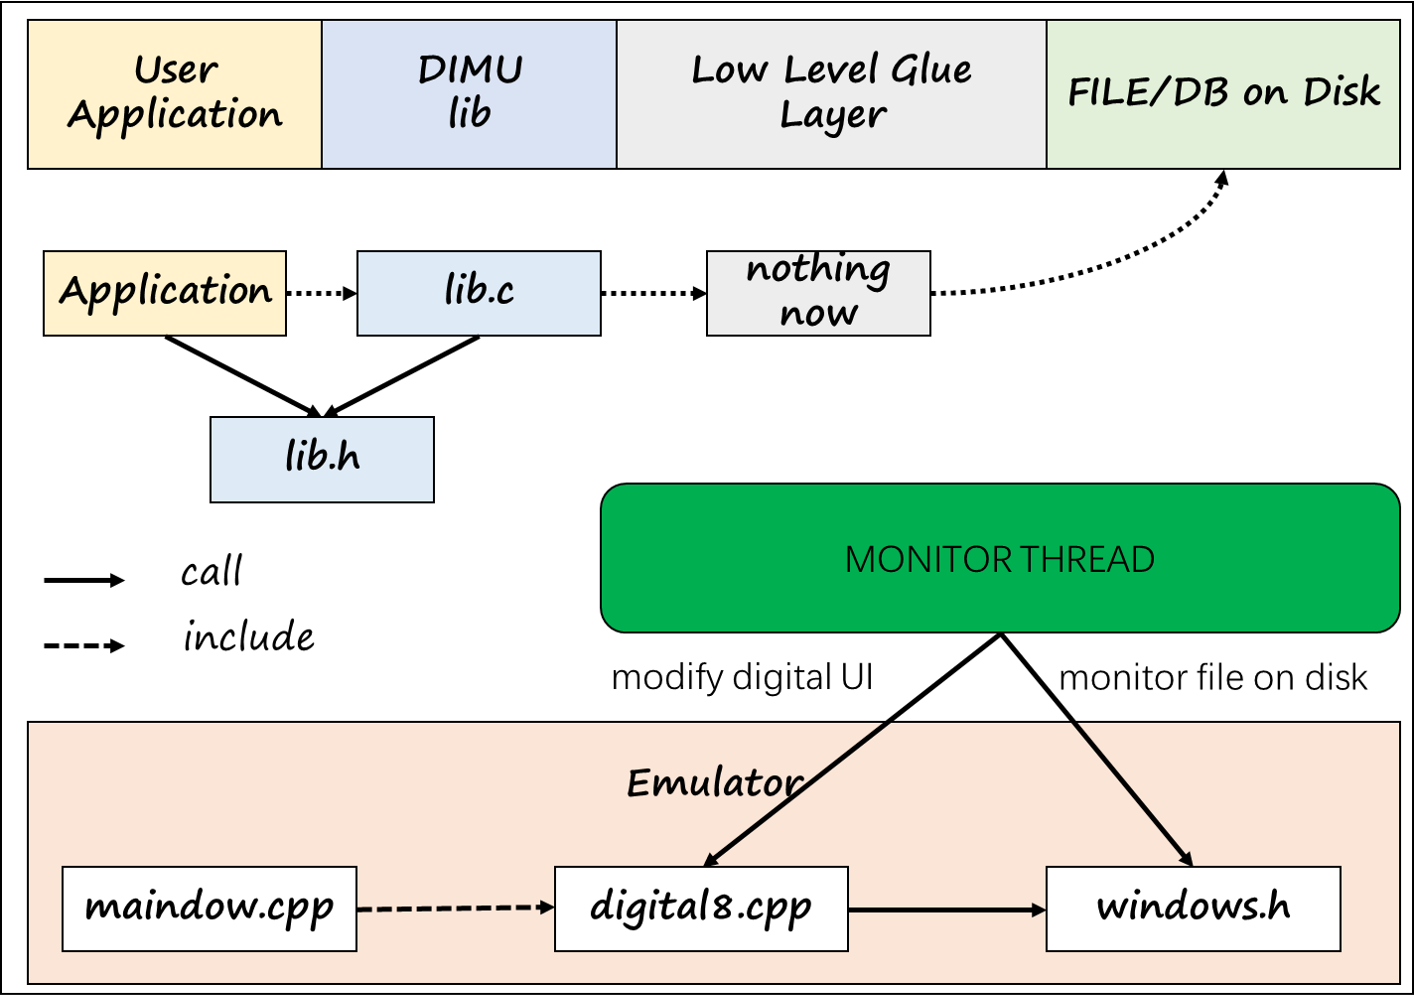 User
Application
DIMU
lib
Low Level Glue
Layer
FILE/DB on Disk
Application
lib.c
nothing
now
lib.h
call
include
MONITOR THREAD
modify digital UI
monitor file on disk
Emulator
maindow.cpp
digital8.cpp
windows.h